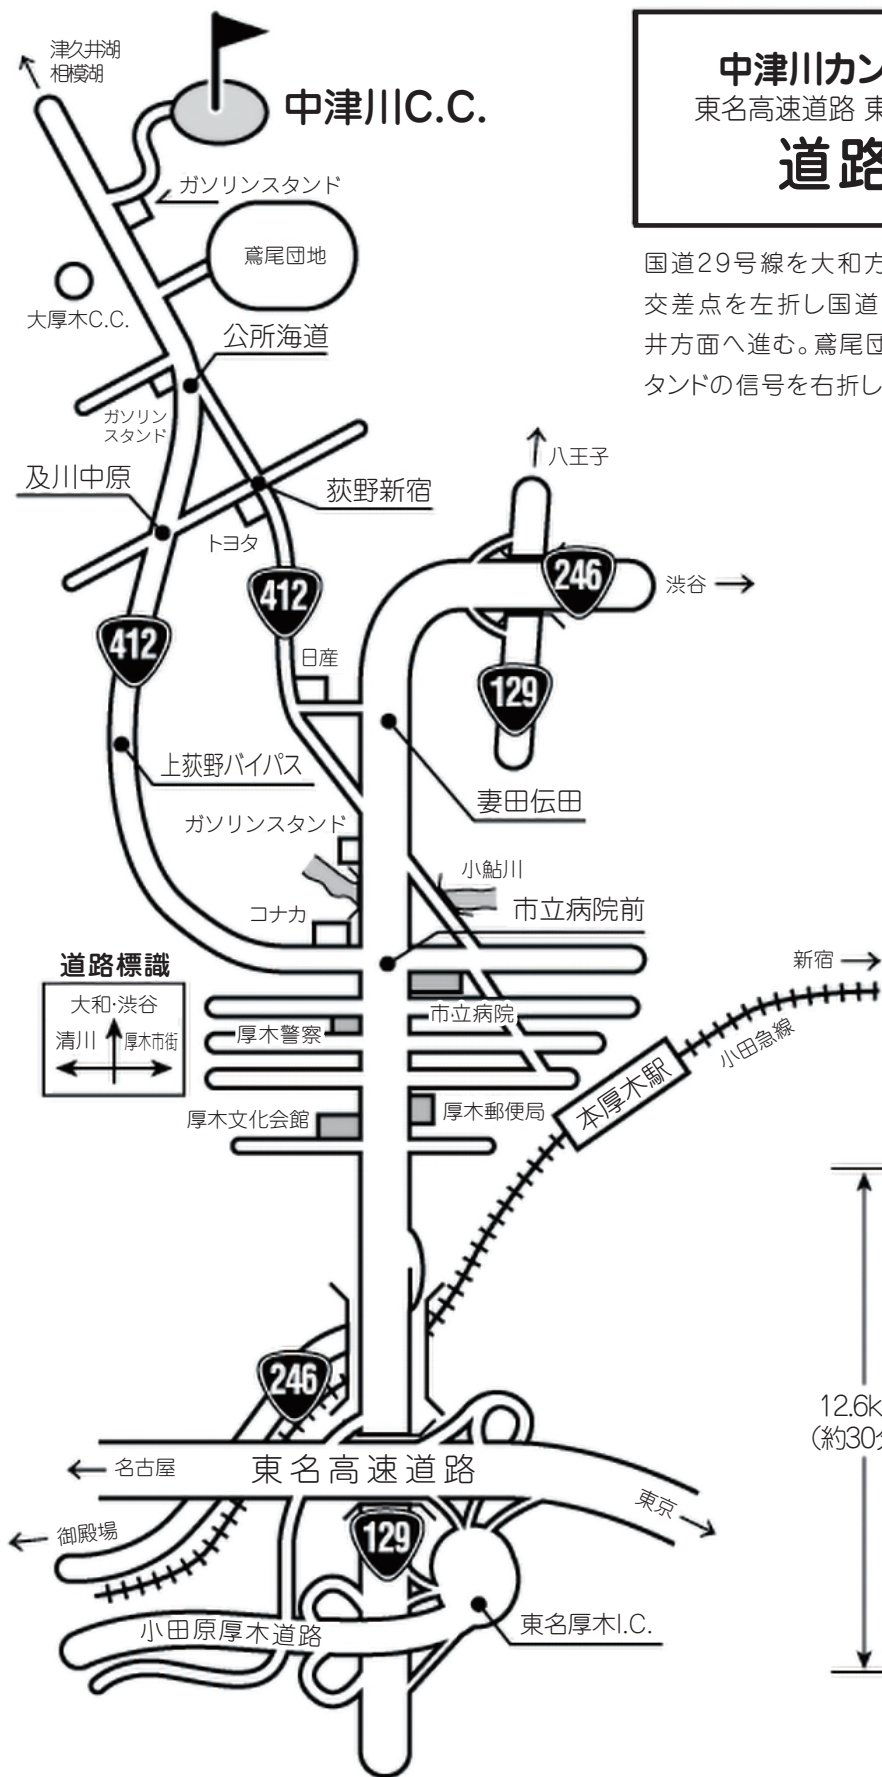 津久井湖
相模湖
中津川C.C.
中津川カン
東名高速道路 東
道路
ガソリンスタンド
鳶尾団地
大厚木C.C.
国道29号線を大和方
交差点を左折し国道
井方面へ進む。鳶尾団
タンドの信号を右折し
公所海道
ガソリン
スタンド
及川中原
荻野新宿
トヨタ
八王子
246
渋谷
412
412
日産
129
上荻野バイパス
妻田伝田
ガソリンスタンド
小鮎川
コナカ
市立病院前
道路標識
大和・渋谷
清川
厚木市街
新宿
小田急線
市立病院
厚木警察
本厚木駅
厚木文化会館
厚木郵便局
246
12.6k
(約30分
名古屋
東名高速道路
東京
御殿場
129
小田原厚木道路
東名厚木I.C.